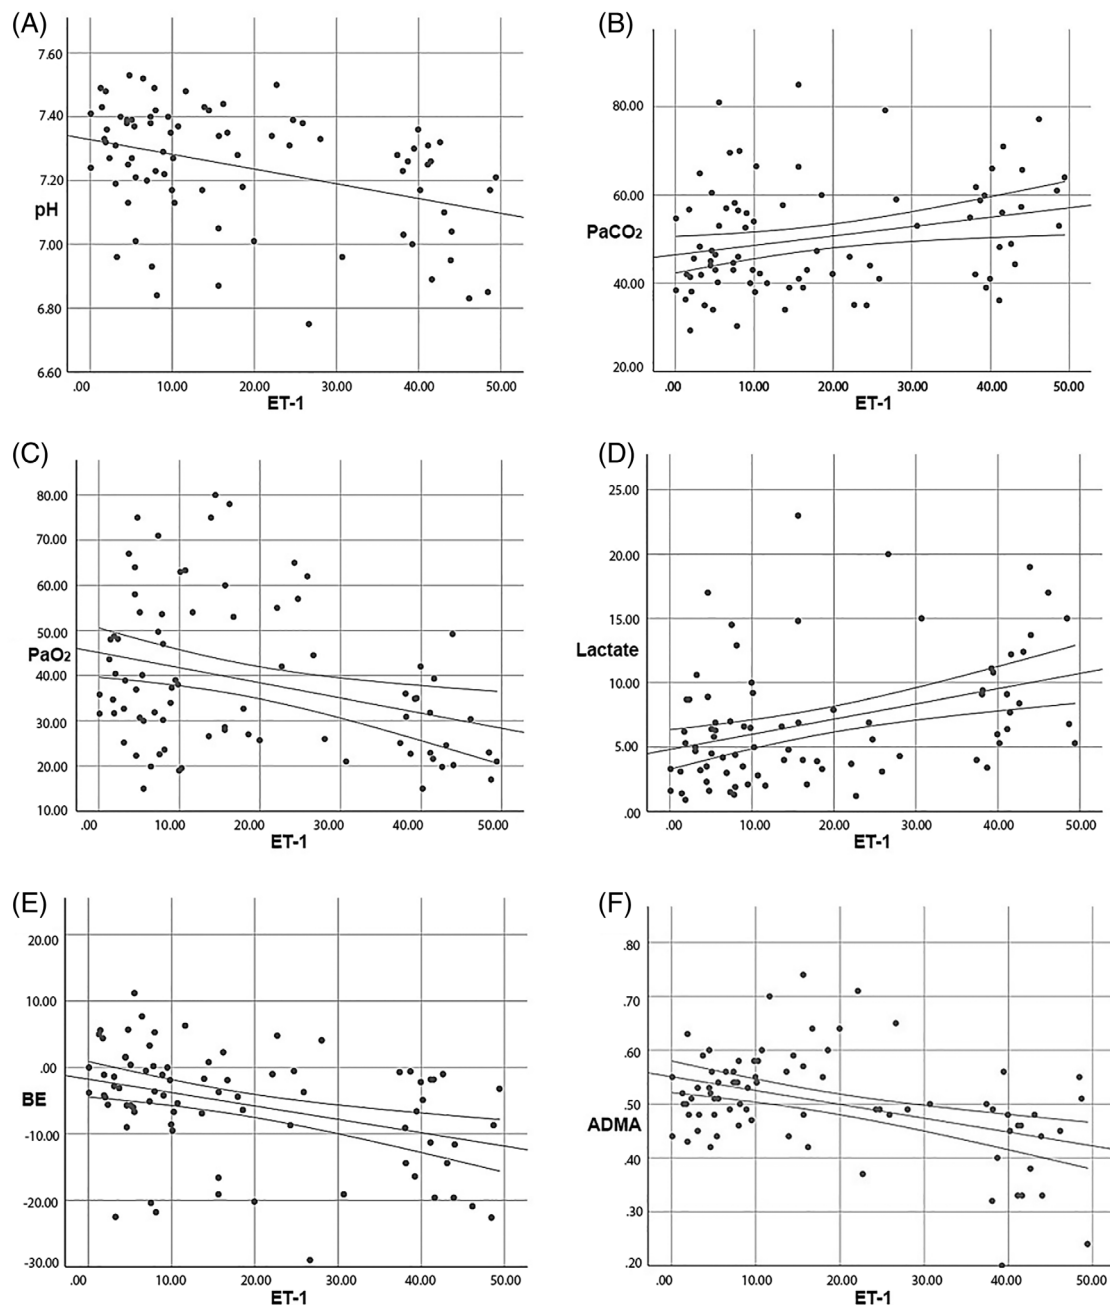 (A)
7.60
7.40
7.20
pH
7.00
6.80
6.60
.00 10.00 20.00 30.00 40.00 50.00
ET-1
(B)
80.00
60.00
PaCO₂
40.00
20.00
.00 10.00 20.00 30.00 40.00 50.00
ET-1
(C)
80.00
70.00
60.00
50.00
PaO₂
40.00
30.00
20.00
10.00
.00 10.00 20.00 30.00 40.00 50.00
ET-1
(D)
25.00
20.00
15.00
Lactate
10.00
5.00
.00
.00 10.00 20.00 30.00 40.00 50.00
ET-1
(E)
20.00
10.00
.00
BE
-10.00
-20.00
-30.00
.00 10.00 20.00 30.00 40.00 50.00
ET-1
(F)
.80
.70
.60
.50
ADMA
.40
.30
.20
.00 10.00 20.00 30.00 40.00 50.00
ET-1